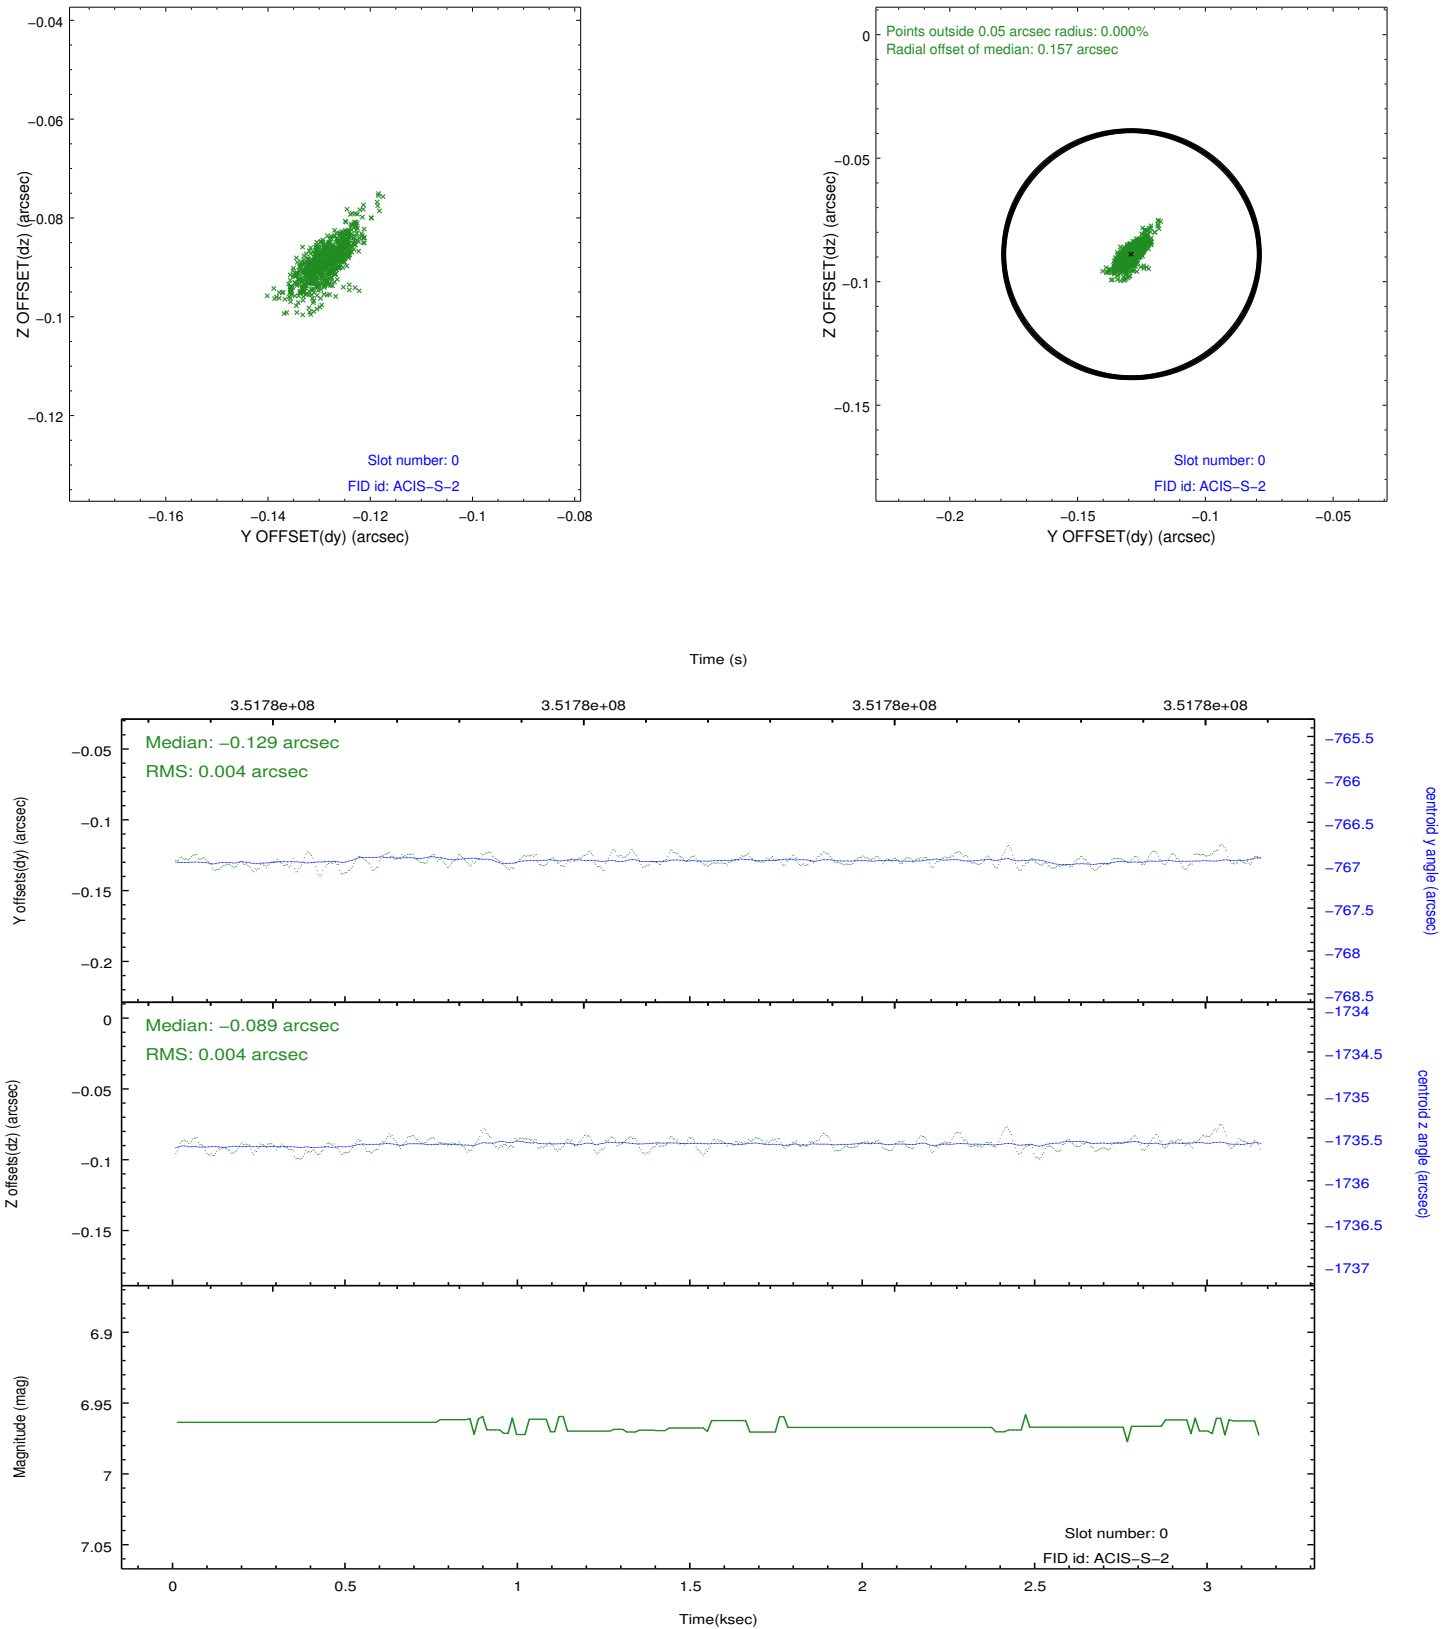 −0.04
−0.06
−0.08
−0.1
−0.12
Z OFFSET(dz) (arcsec)
Slot number: 0
FID id: ACIS−S−2
−0.16
−0.14
−0.12
−0.1
−0.08
Y OFFSET(dy) (arcsec)
Points outside 0.05 arcsec radius: 0.000%
Radial offset of median: 0.157 arcsec
0
−0.05
−0.1
−0.15
Z OFFSET(dz) (arcsec)
Slot number: 0
FID id: ACIS−S−2
−0.2
−0.15
−0.1
−0.05
Y OFFSET(dy) (arcsec)
Time (s)
3.5178e+08
3.5178e+08
3.5178e+08
3.5178e+08
Median: −0.129 arcsec
RMS: 0.004 arcsec
−0.05
−0.1
−0.15
−0.2
Y offsets(dy) (arcsec)
−765.5
−766
−766.5
−767
−767.5
−768
−768.5
centroid y angle (arcsec)
Median: −0.089 arcsec
RMS: 0.004 arcsec
0
−0.05
−0.1
−0.15
Z offsets(dz) (arcsec)
−1734
−1734.5
−1735
−1735.5
−1736
−1736.5
−1737
centroid z angle (arcsec)
6.9
6.95
7
7.05
Magnitude (mag)
Slot number: 0
FID id: ACIS−S−2
0
0.5
1
1.5
2
2.5
3
Time(ksec)